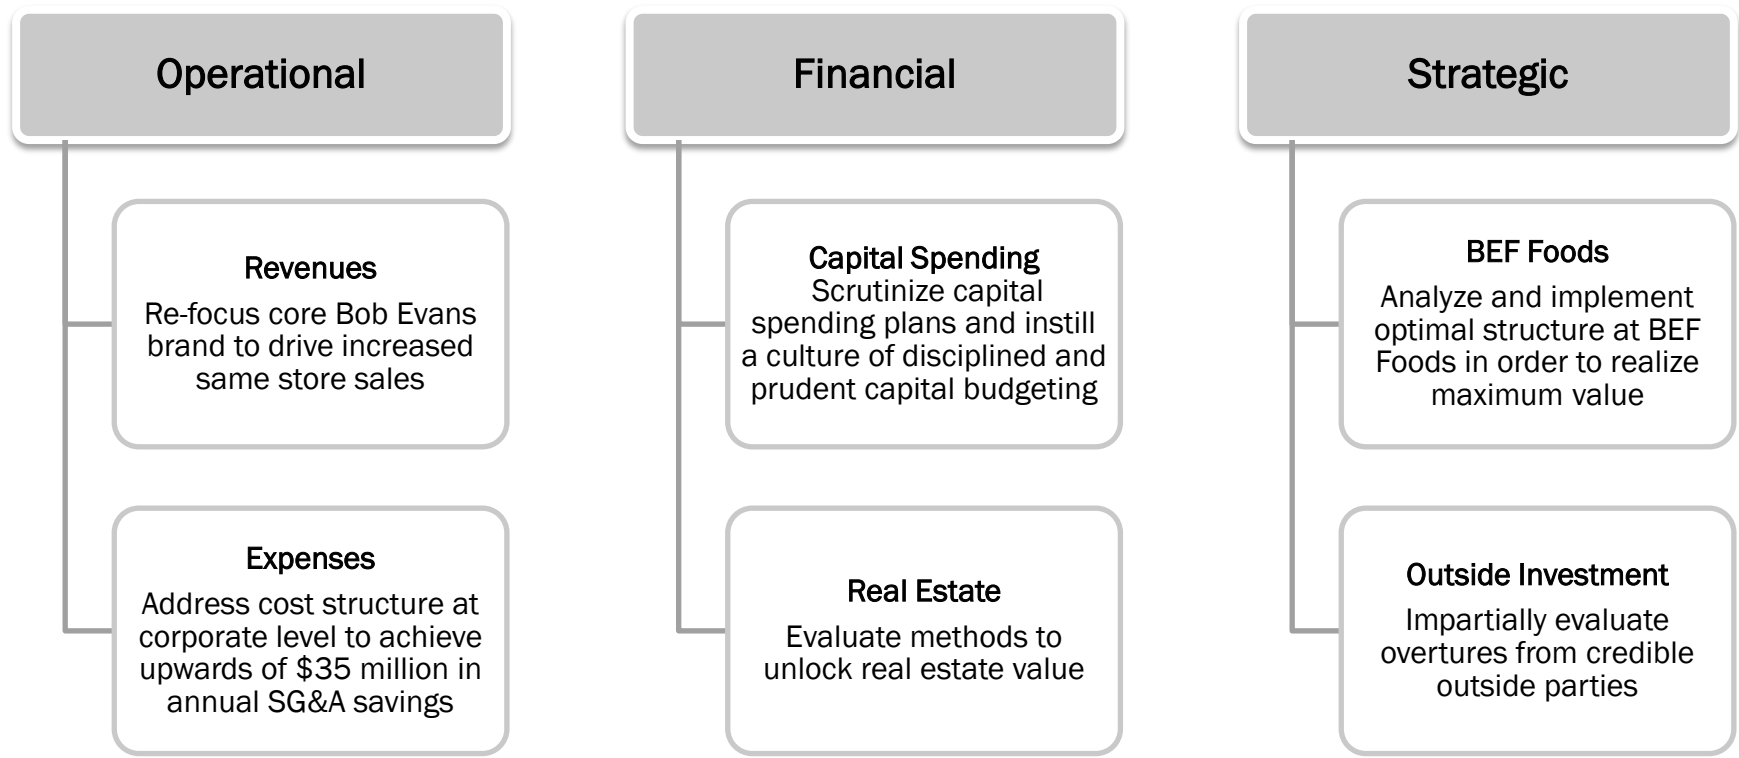 Operational
Revenues
Re-focus core Bob Evans
brand to drive increased
same store sales
Expenses
Address cost structure at
corporate level to achieve
upwards of $35 million in
annual SG&A savings
Financial
Capital Spending
Scrutinize capital
spending plans and instill
a culture of disciplined and
prudent capital budgeting
Real Estate
Evaluate methods to
unlock real estate value
Strategic
BEF Foods
Analyze and implement
optimal structure at BEF
Foods in order to realize
maximum value
Outside Investment
Impartially evaluate
overtures from credible
outside parties